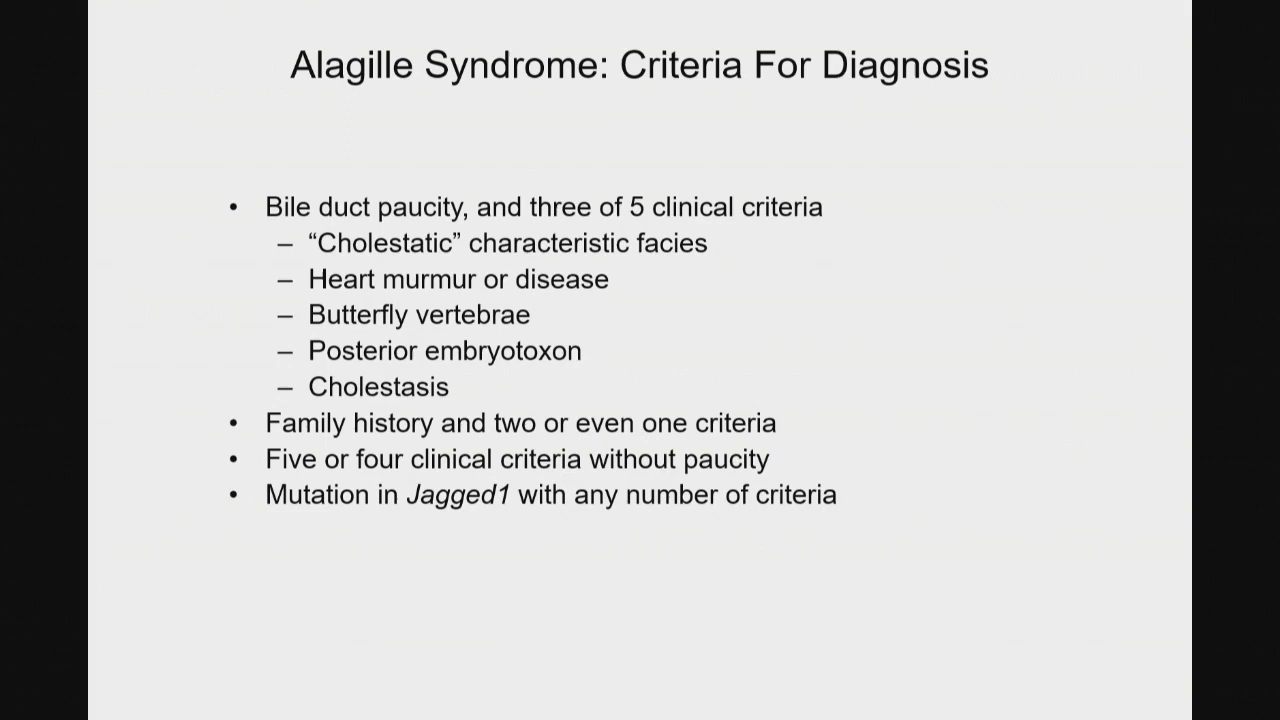 Alagille Syndrome: Criteria For Diagnosis
• Bile duct paucity, and three of 5 clinical criteria
– “Cholestatic” characteristic facies
– Heart murmur or disease
– Butterfly vertebrae
– Posterior embryotoxon
– Cholestasis
• Family history and two or even one criteria
• Five or four clinical criteria without paucity
• Mutation in Jagged1 with any number of criteria